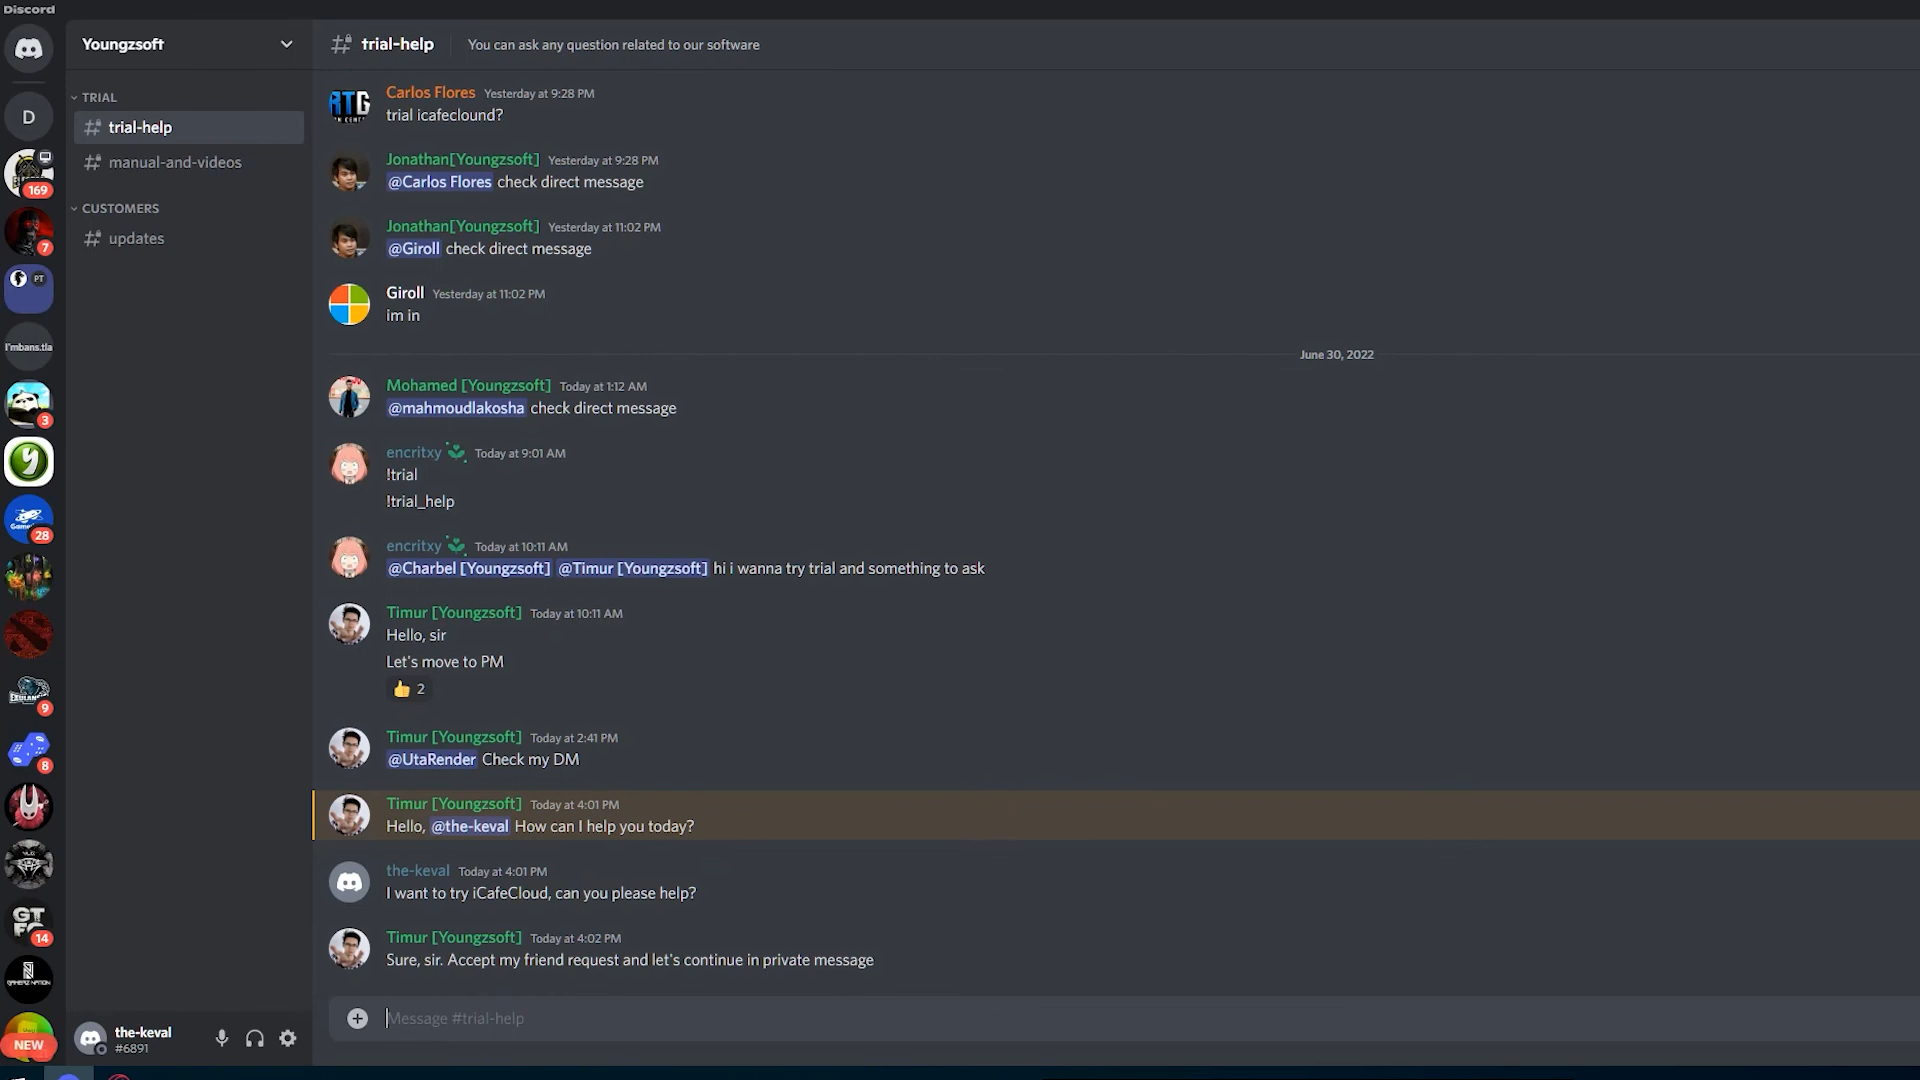 Discord
Youngzsoft
TRIAL
trial-help
manual-and-videos
CUSTOMERS
updates
D
169
7
PT
I'mbans.tla
3
28
9
8
14
NEW
the-keval
#6891
trial-help
You can ask any question related to our software
Carlos Flores Yesterday at 9:28 PM
trial icafeclound?
Jonathan[Youngzsoft] Yesterday at 9:28 PM
@Carlos Flores check direct message
Jonathan[Youngzsoft] Yesterday at 11:02 PM
@Giroll check direct message
Giroll Yesterday at 11:02 PM
im in
June 30, 2022
Mohamed [Youngzsoft] Today at 1:12 AM
@mahmoudlakosha check direct message
encritxy Today at 9:01 AM
!trial
!trial_help
encritxy Today at 10:11 AM
@Charbel [Youngzsoft] @Timur [Youngzsoft] hi i wanna try trial and something to ask
Timur [Youngzsoft] Today at 10:11 AM
Hello, sir
Let's move to PM
2
Timur [Youngzsoft] Today at 2:41 PM
@UtaRender Check my DM
Timur [Youngzsoft] Today at 4:01 PM
Hello, @the-keval How can I help you today?
the-keval Today at 4:01 PM
I want to try iCafeCloud, can you please help?
Timur [Youngzsoft] Today at 4:02 PM
Sure, sir. Accept my friend request and let's continue in private message
Message #trial-help